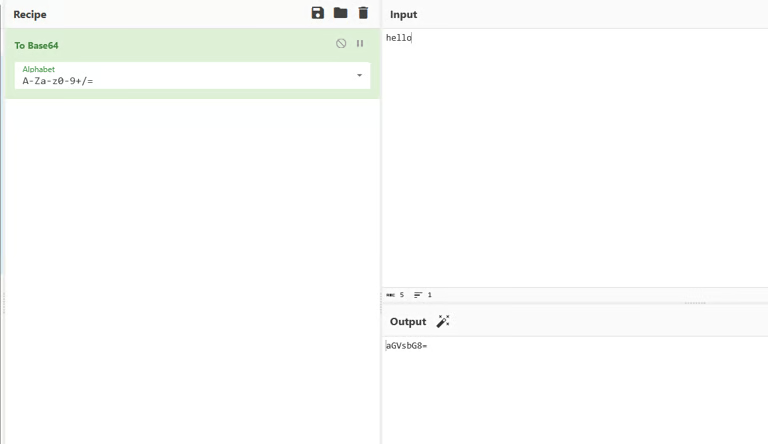 Recipe
To Base64
Alphabet
A-Za-z0-9+/=
Input
hello
5 1
Output
aGVsbG8=